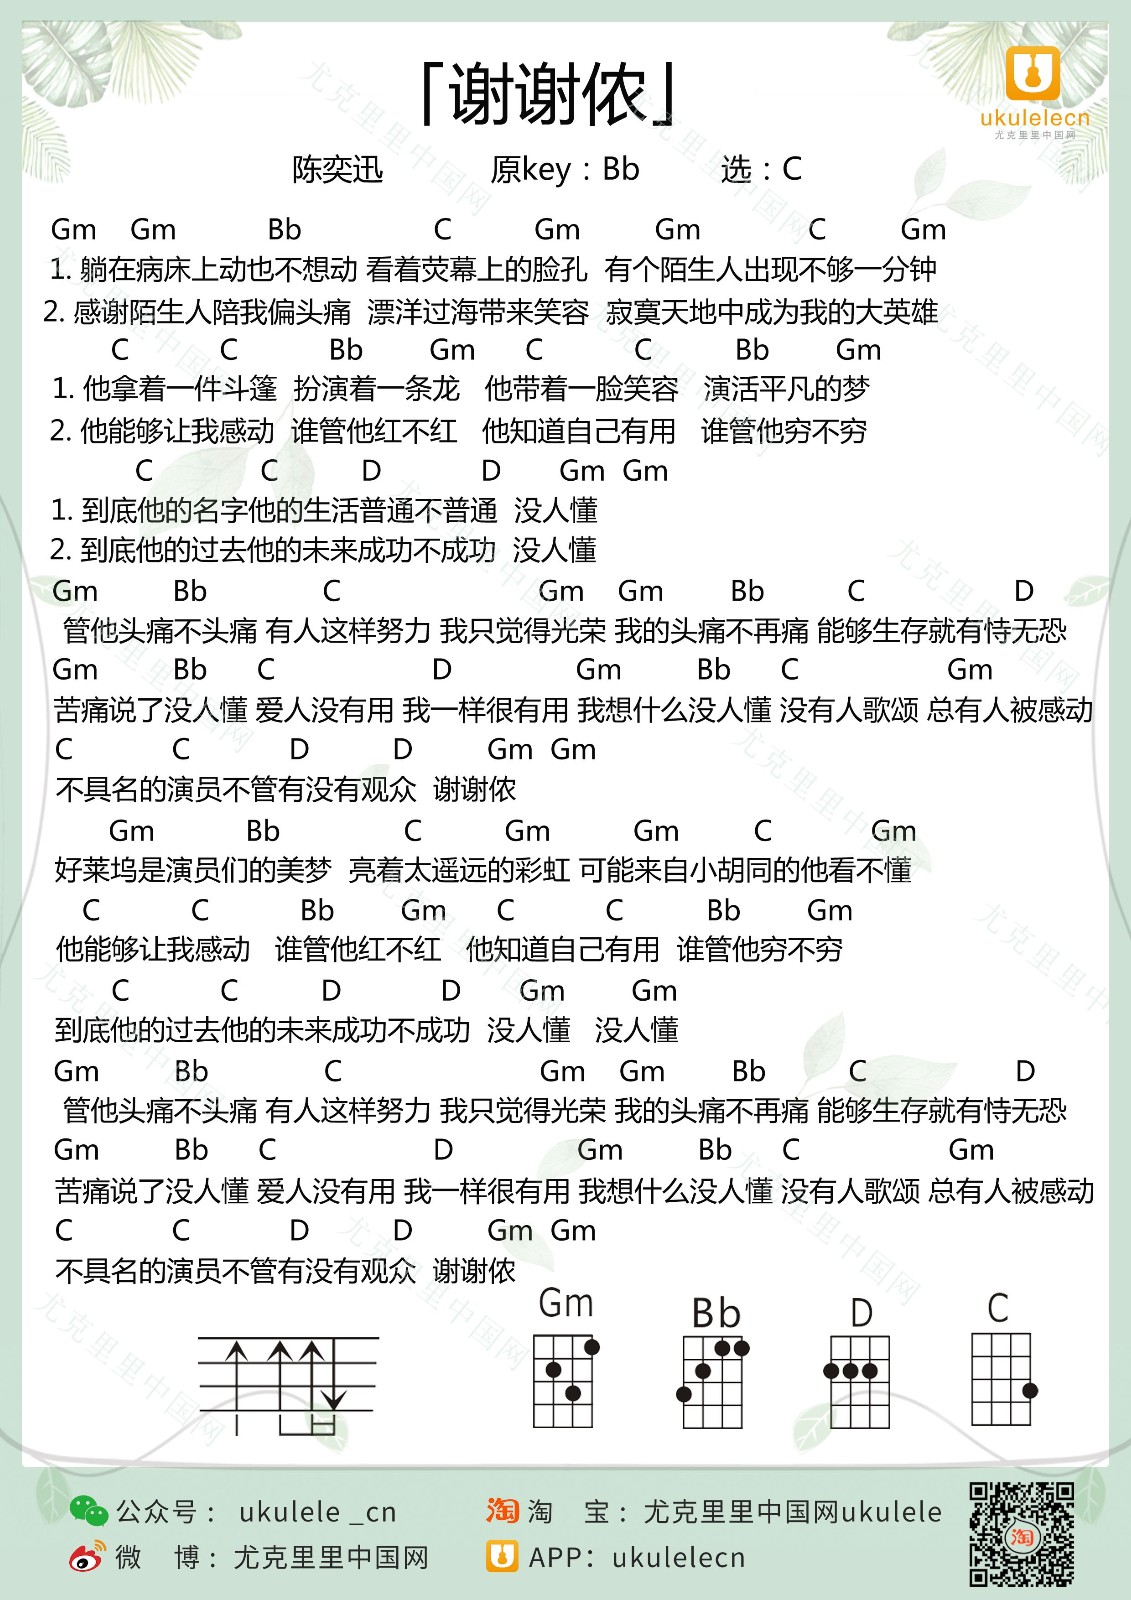 「谢谢侬」
ukulelecn
尤克里里中国网
陈奕迅 原key：Bb 选：C
Gm Gm Bb C Gm Gm C Gm
1. 躺在病床上动也不想动 看着荧幕上的脸孔 有个陌生人出现不够一分钟
2. 感谢陌生人陪我偏头痛 漂洋过海带来笑容 寂寞天地中成为我的大英雄
C C Bb Gm C C Bb Gm
1. 他拿着一件斗篷 扮演着一条龙 他带着一脸笑容 演活平凡的梦
2. 他能够让我感动 谁管他红不红 他知道自己有用 谁管他穷不穷
C C D D Gm Gm
1. 到底他的名字他的生活普通不普通 没人懂
2. 到底他的过去他的未来成功不成功 没人懂
Gm Bb C Gm Gm Bb C D
管他头痛不头痛 有人这样努力 我只觉得光荣 我的头痛不再痛 能够生存就有恃无恐
Gm Bb C D Gm Bb C Gm
苦痛说了没人懂 爱人没有用 我一样很有用 我想什么没人懂 没有人歌颂 总有人被感动
C C D D Gm Gm
不具名的演员不管有没有观众 谢谢侬
Gm Bb C Gm Gm C Gm
好莱坞是演员们的美梦 亮着太遥远的彩虹 可能来自小胡同的他看不懂
C C Bb Gm C C Bb Gm
他能够让我感动 谁管他红不红 他知道自己有用 谁管他穷不穷
C C D D Gm Gm
到底他的过去他的未来成功不成功 没人懂 没人懂
Gm Bb C Gm Gm Bb C D
管他头痛不头痛 有人这样努力 我只觉得光荣 我的头痛不再痛 能够生存就有恃无恐
Gm Bb C D Gm Bb C Gm
苦痛说了没人懂 爱人没有用 我一样很有用 我想什么没人懂 没有人歌颂 总有人被感动
C C D D Gm Gm
不具名的演员不管有没有观众 谢谢侬
Gm Bb D C
公众号： ukulele _cn 淘 淘 宝：尤克里里中国网ukulele
微 博：尤克里里中国网 APP：ukulelecn
淘